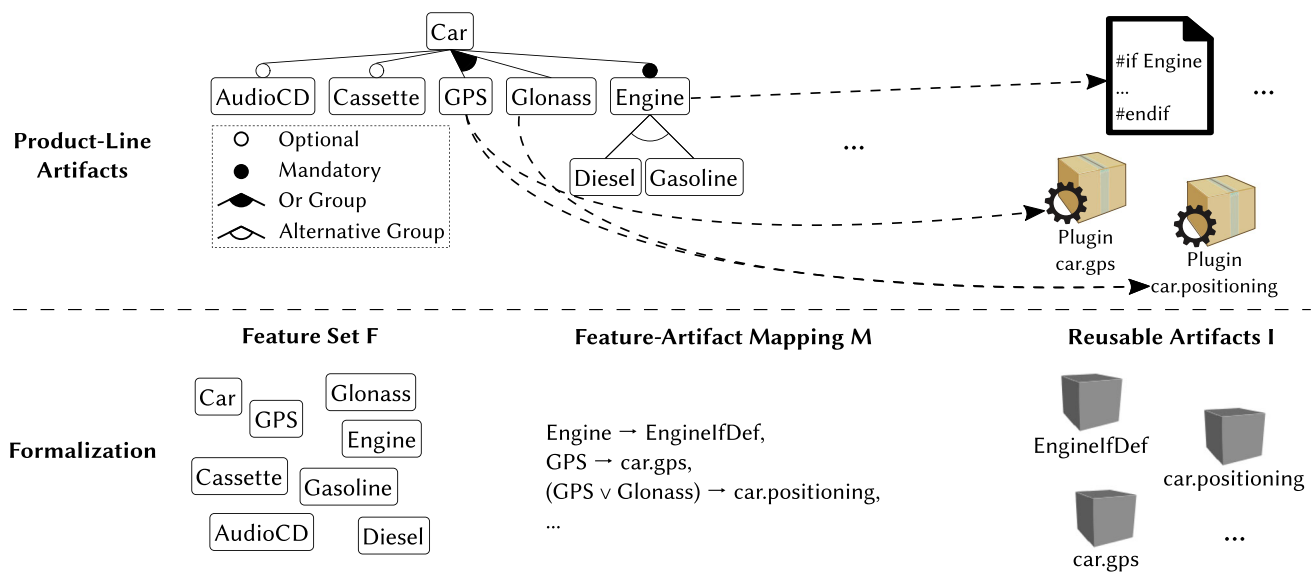 Car
AudioCD
Cassette
GPS
Glonass
Engine
#if Engine
...
#endif
...
Product-Line
Artifacts
Optional
Mandatory
Or Group
Alternative Group
Diesel
Gasoline
...
Plugin
car.gps
Plugin
car.positioning
Feature Set F
Feature-Artifact Mapping M
Reusable Artifacts I
Formalization
Car
GPS
Glonass
Engine
Cassette
Gasoline
AudioCD
Diesel
Engine → EngineIfDef,
GPS → car.gps,
(GPS ∨ Glonass) → car.positioning,
...
EngineIfDef
car.positioning
car.gps
...